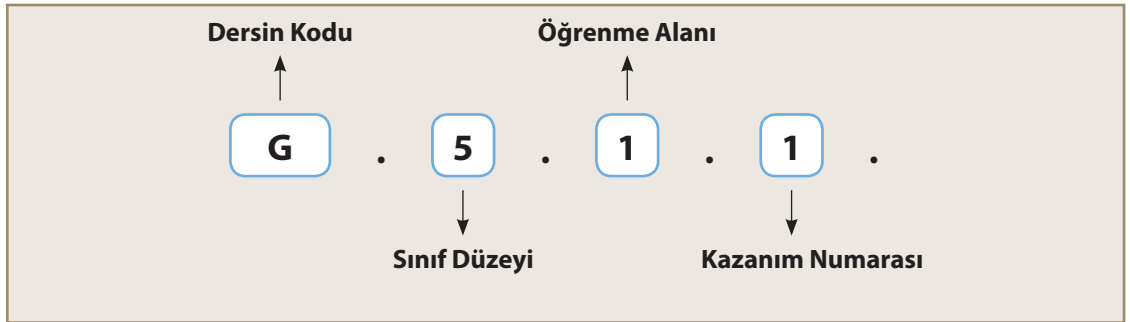 Dersin Kodu Öğrenme Alanı
G . 5 . 1 . 1 .
Sınıf Düzeyi Kazanım Numarası